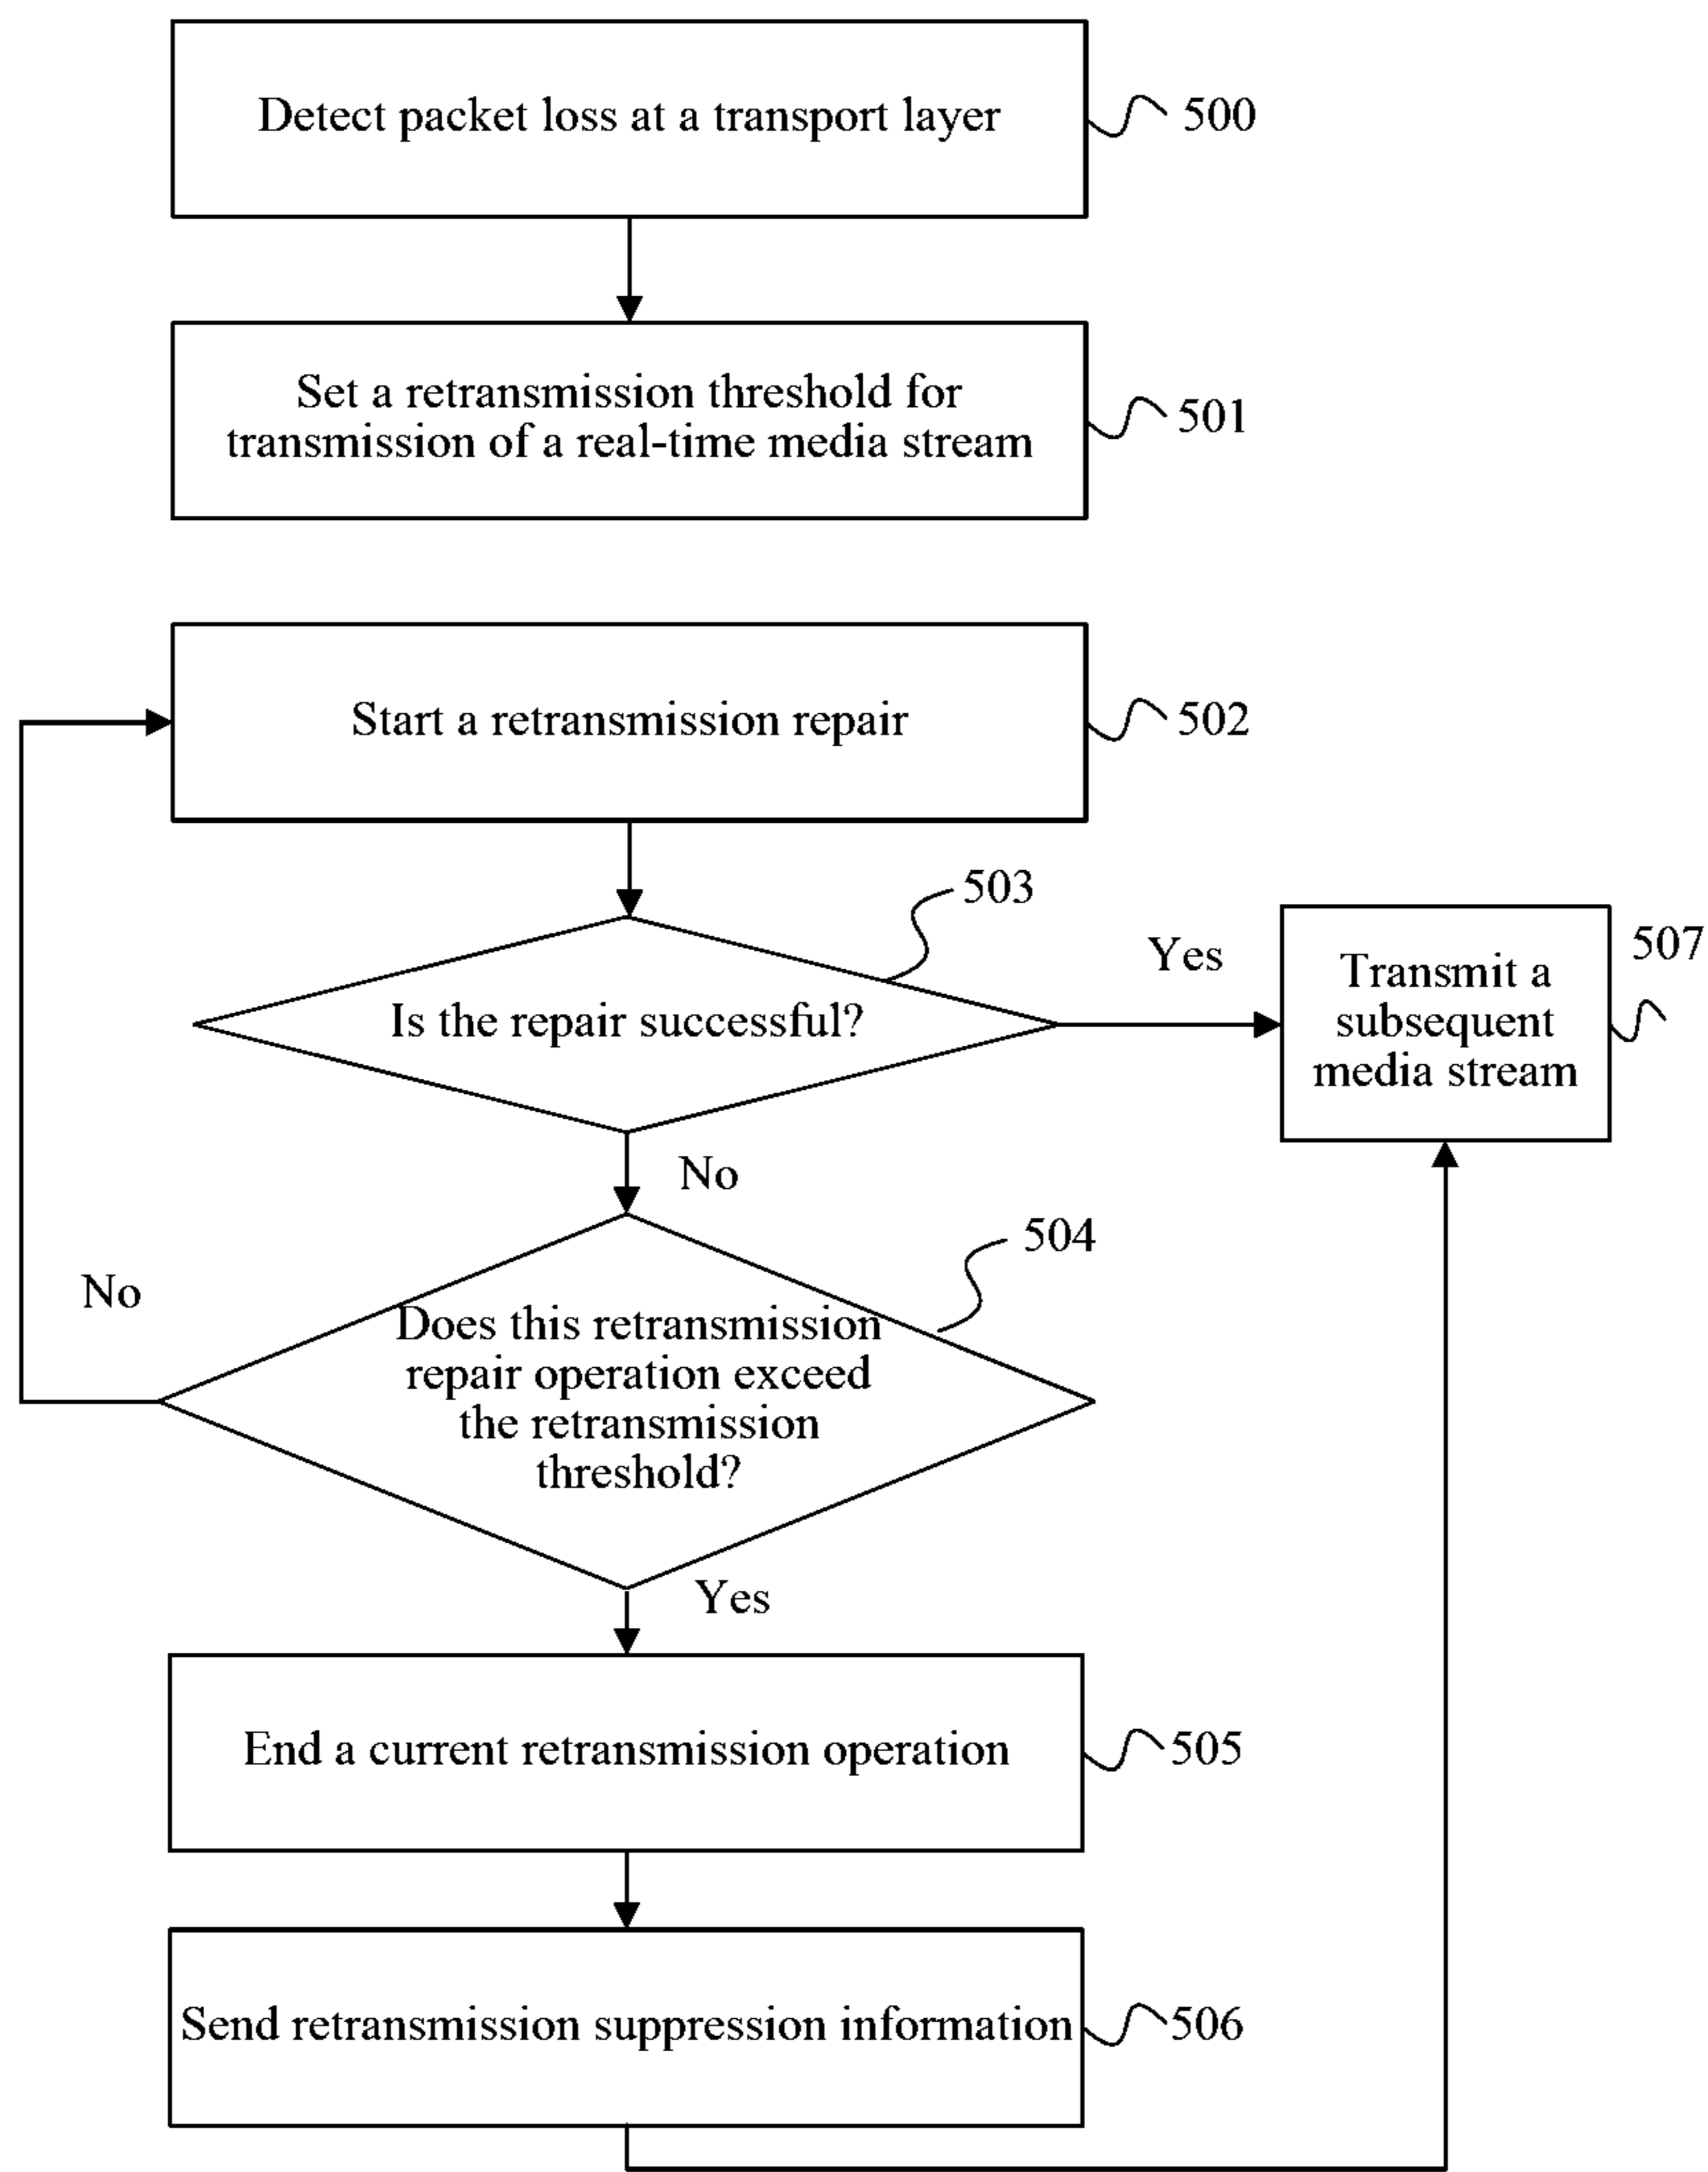 Detect packet loss at a transport layer
500
Set a retransmission threshold for
transmission of a real-time media stream
501
Start a retransmission repair
502
503
Is the repair successful?
Yes
Transmit a
subsequent
media stream
507
No
504
No
Does this retransmission
repair operation exceed
the retransmission
threshold?
Yes
End a current retransmission operation
505
Send retransmission suppression information
506